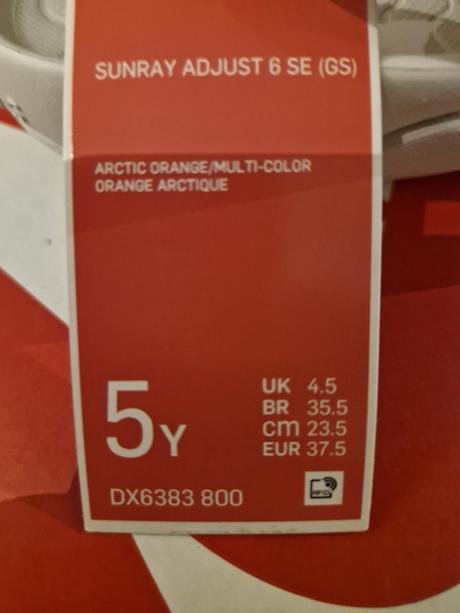 SUNRAY ADJUST 6 SE (GS)
ARCTIC ORANGE/MULTI-COLOR
ORANGE ARCTIQUE
5Y
UK 4.5
BR 35.5
cm 23.5
EUR 37.5
DX6383 800
RFID